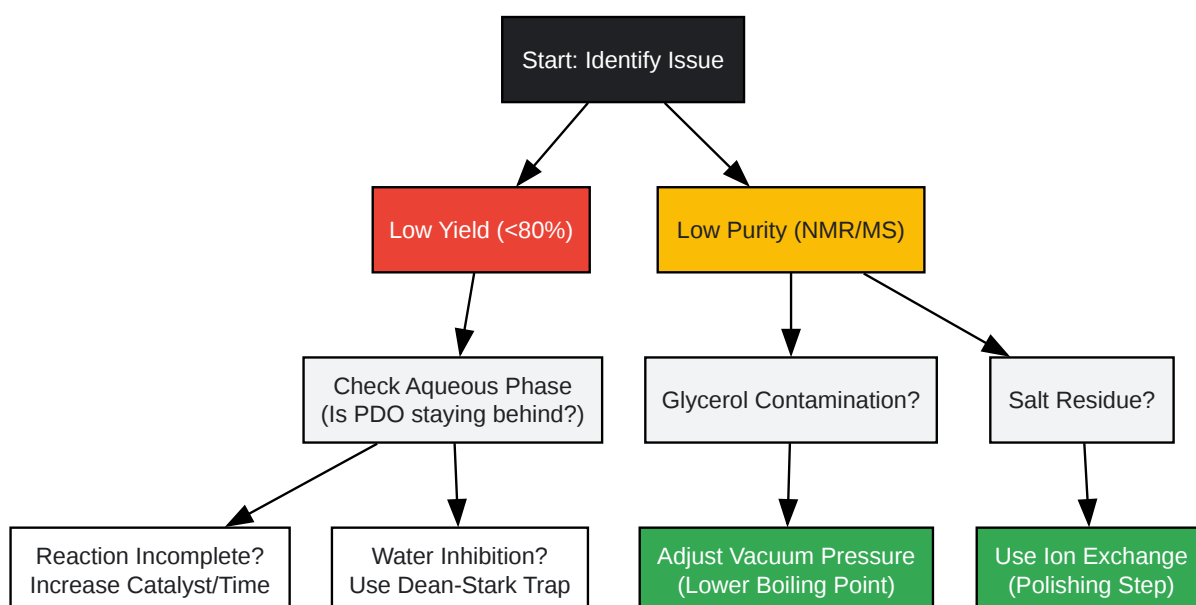 Start: Identify Issue
Low Yield (<80%)
Low Purity (NMR/MS)
Check Aqueous Phase
(Is PDO staying behind?)
Glycerol Contamination?
Salt Residue?
Reaction Incomplete?
Increase Catalyst/Time
Water Inhibition?
Use Dean-Stark Trap
Adjust Vacuum Pressure
(Lower Boiling Point)
Use Ion Exchange
(Polishing Step)